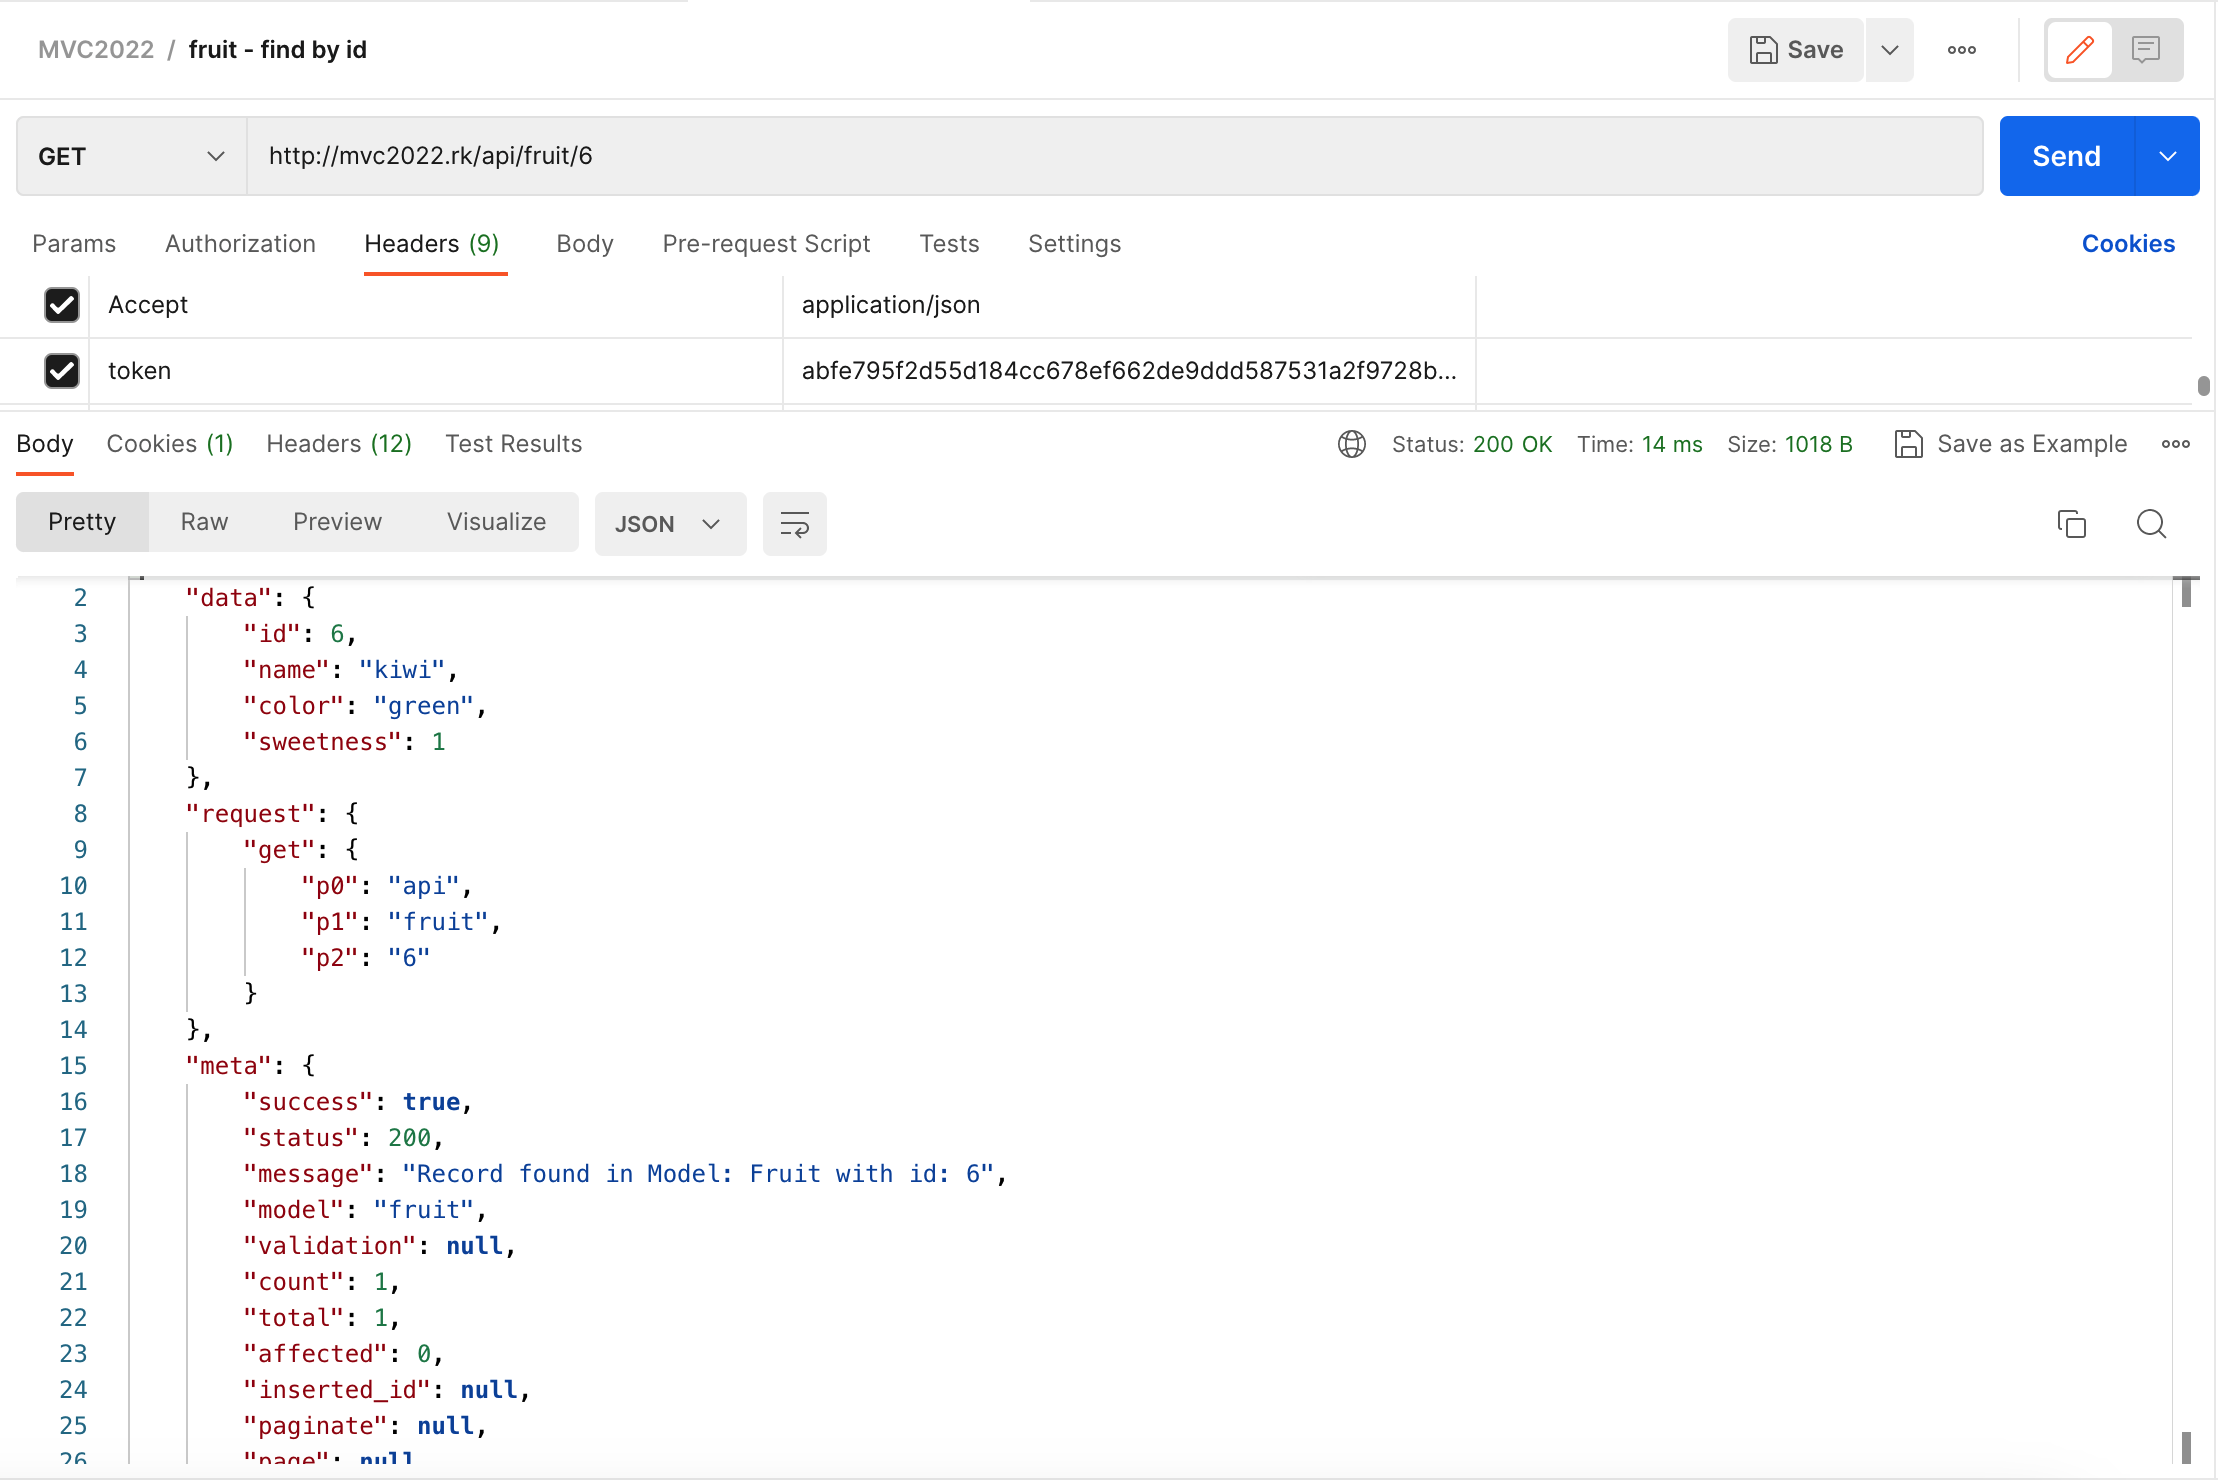 MVC2022 / fruit - find by id Save
GET http://mvc2022.rk/api/fruit/6 Send
Params Authorization Headers (9) Body Pre-request Script Tests Settings Cookies
Accept application/json
token abfe795f2d55d184cc678ef662de9ddd587531a2f9728b...
Body Cookies (1) Headers (12) Test Results Status: 200 OK Time: 14 ms Size: 1018 B Save as Example
Pretty Raw Preview Visualize JSON
2 "data": {
3 "id": 6,
4 "name": "kiwi",
5 "color": "green",
6 "sweetness": 1
7 },
8 "request": {
9 "get": {
10 "p0": "api",
11 "p1": "fruit",
12 "p2": "6"
13 }
14 },
15 "meta": {
16 "success": true,
17 "status": 200,
18 "message": "Record found in Model: Fruit with id: 6",
19 "model": "fruit",
20 "validation": null,
21 "count": 1,
22 "total": 1,
23 "affected": 0,
24 "inserted_id": null,
25 "paginate": null,
26 "page": null